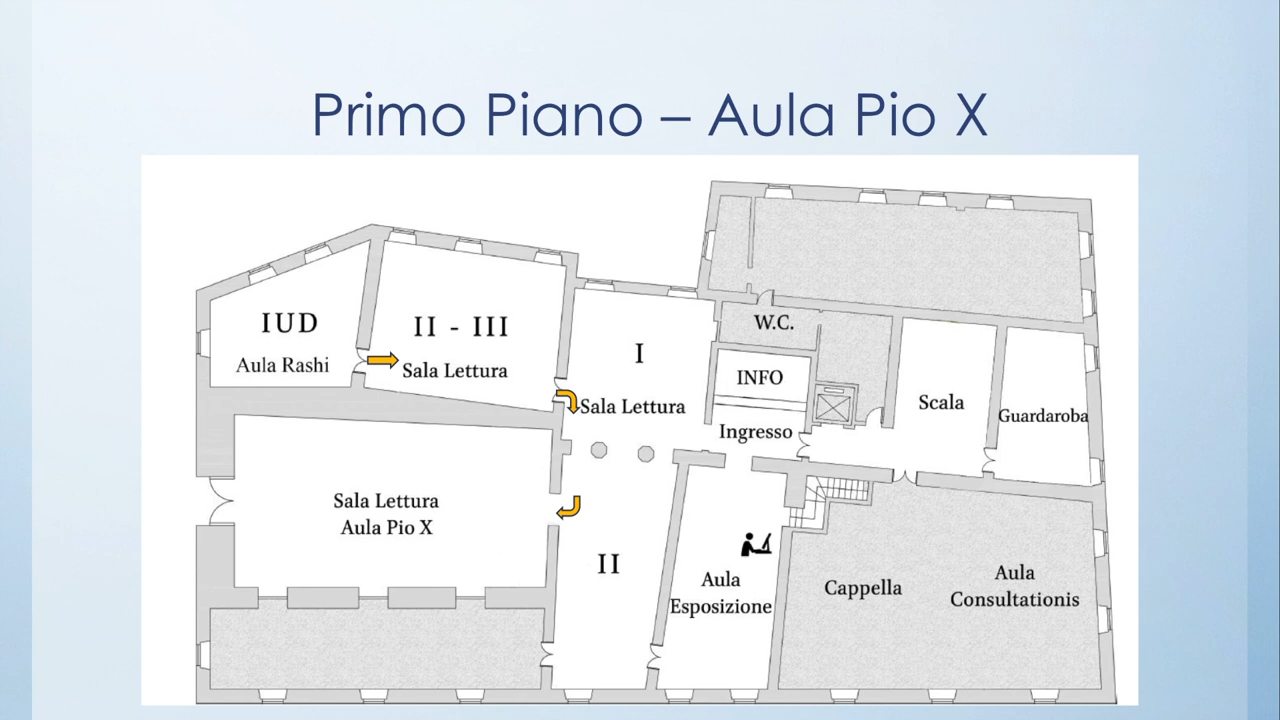 Primo Piano – Aula Pio X
IUD
Aula Rashi
II - III
Sala Lettura
I
Sala Lettura
W.C.
INFO
Ingresso
Scala
Guardaroba
Sala Lettura
Aula Pio X
II
Aula
Esposizione
Cappella
Aula
Consultationis